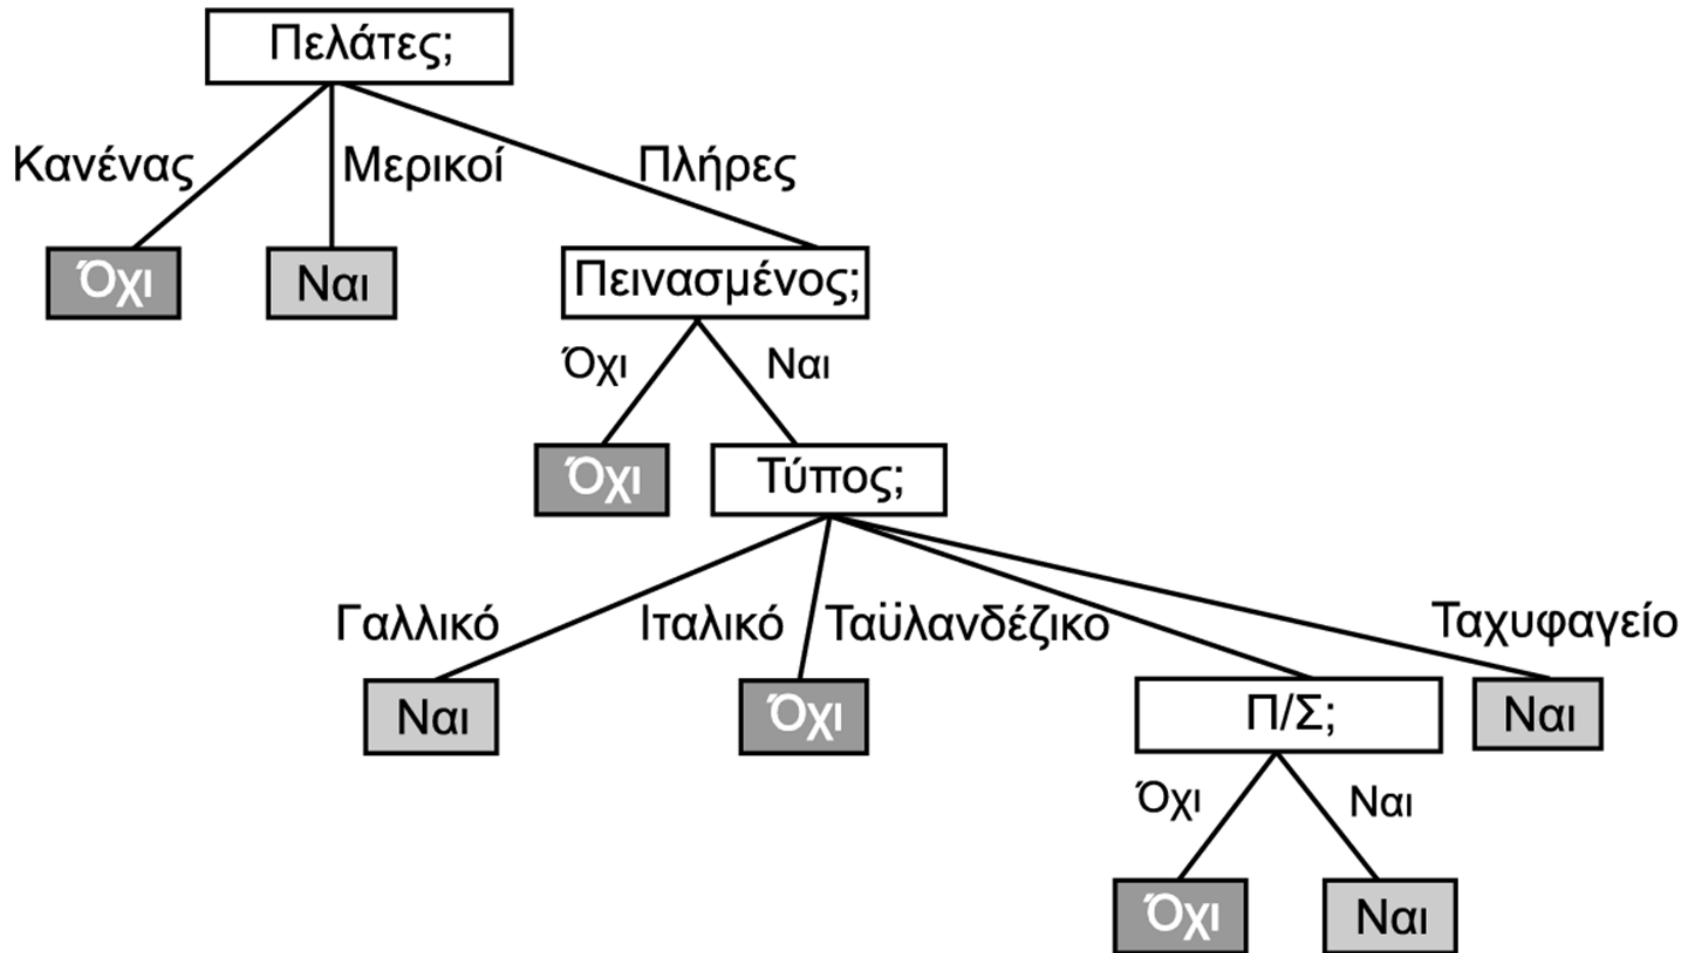 Πελάτες;
Κανένας Μερικοί Πλήρες
Όχι Ναι Πεινασμένος;
Όχι Ναι
Όχι Τύπος;
Γαλλικό Ιταλικό Ταϋλανδέζικο Ταχυφαγείο
Ναι Όχι Π/Σ; Ναι
Όχι Ναι
Όχι Ναι